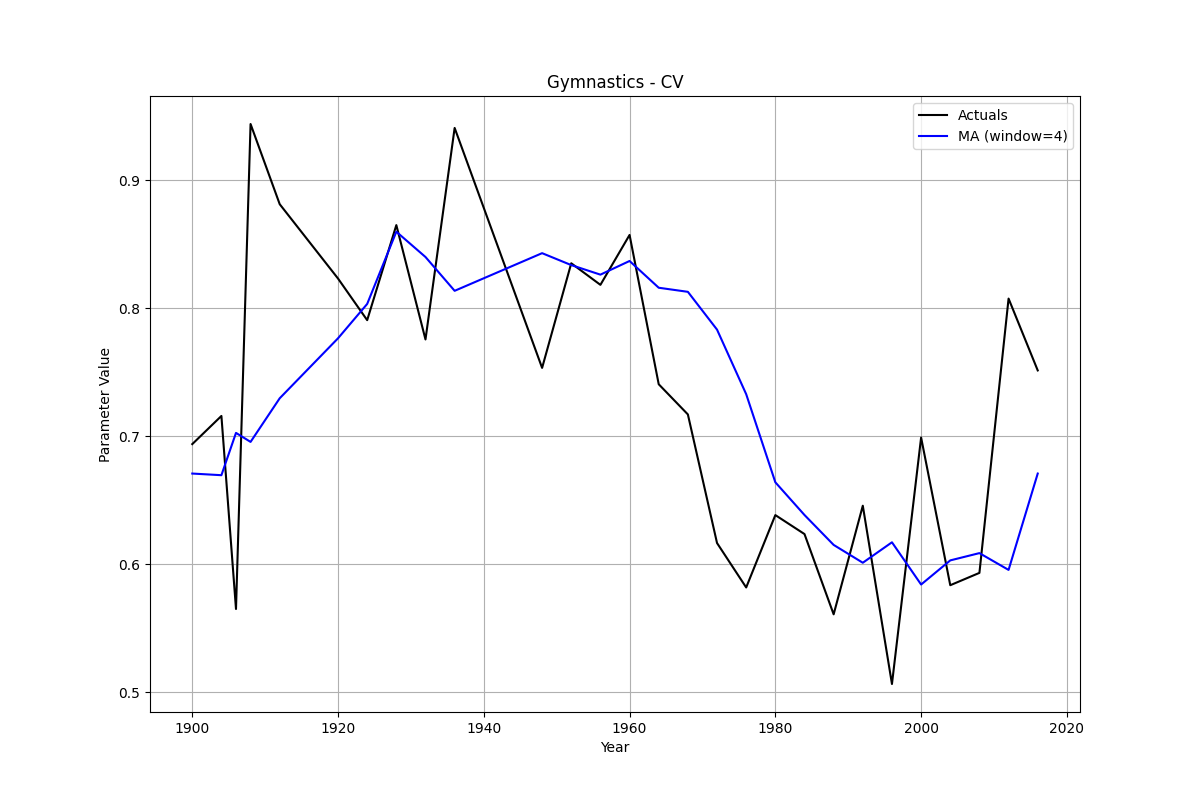 Gymnastics - CV
Actuals
MA (window=4)
Parameter Value
0.9
0.8
0.7
0.6
0.5
1900 1920 1940 1960 1980 2000 2020
Year